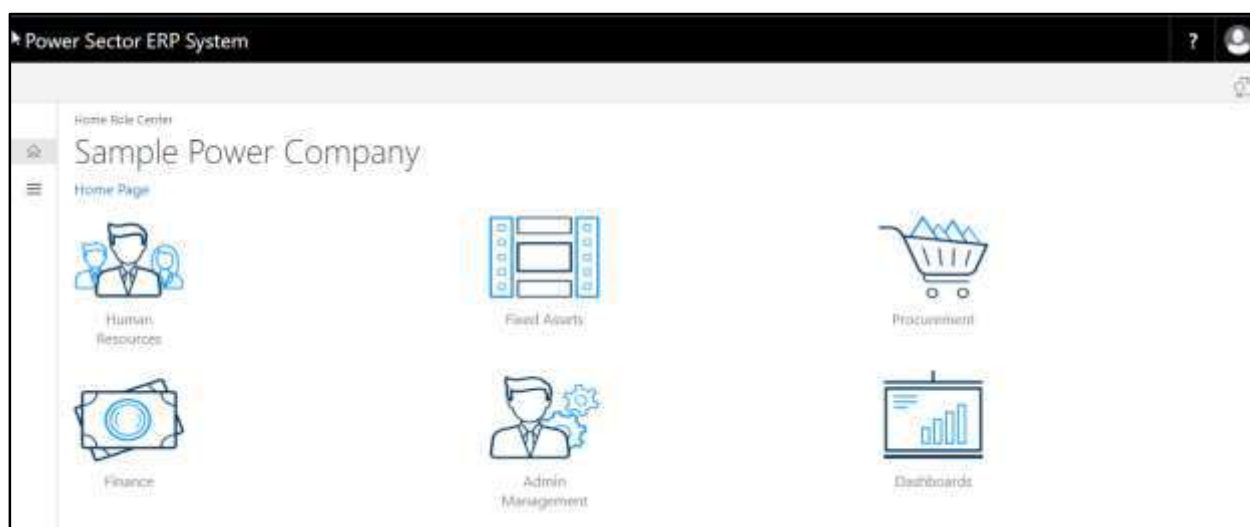 Power Sector ERP System
?
Home Role Center
Sample Power Company
Home Page
Human
Resources
Fixed Assets
Procurement
Finance
Admin
Management
Dashboards